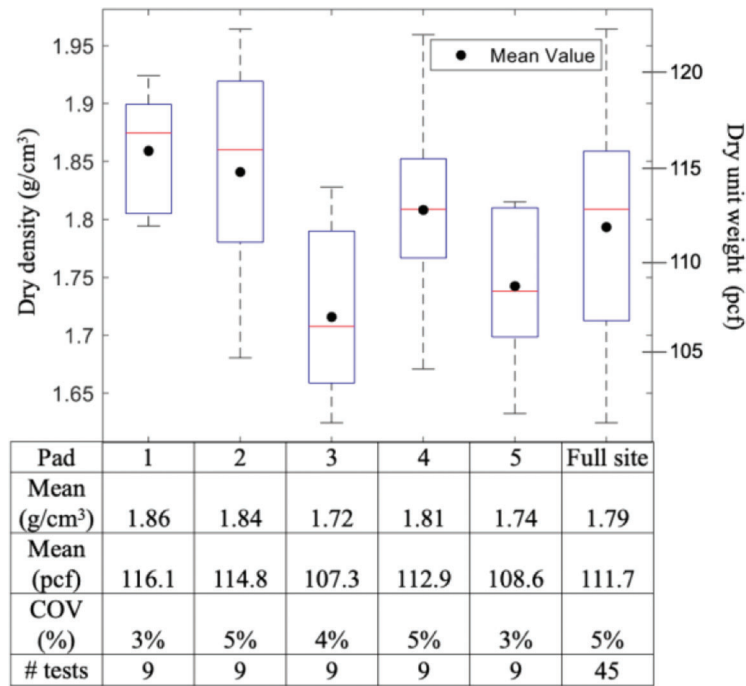 1.95
1.9
1.85
1.8
1.75
1.7
1.65
Dry density (g/cm³)
Mean Value
120
115
110
105
Dry unit weight (pcf)
Pad 1 2 3 4 5 Full site
Mean
(g/cm³) 1.86 1.84 1.72 1.81 1.74 1.79
Mean
(pcf) 116.1 114.8 107.3 112.9 108.6 111.7
COV
(%) 3% 5% 4% 5% 3% 5%
# tests 9 9 9 9 9 45